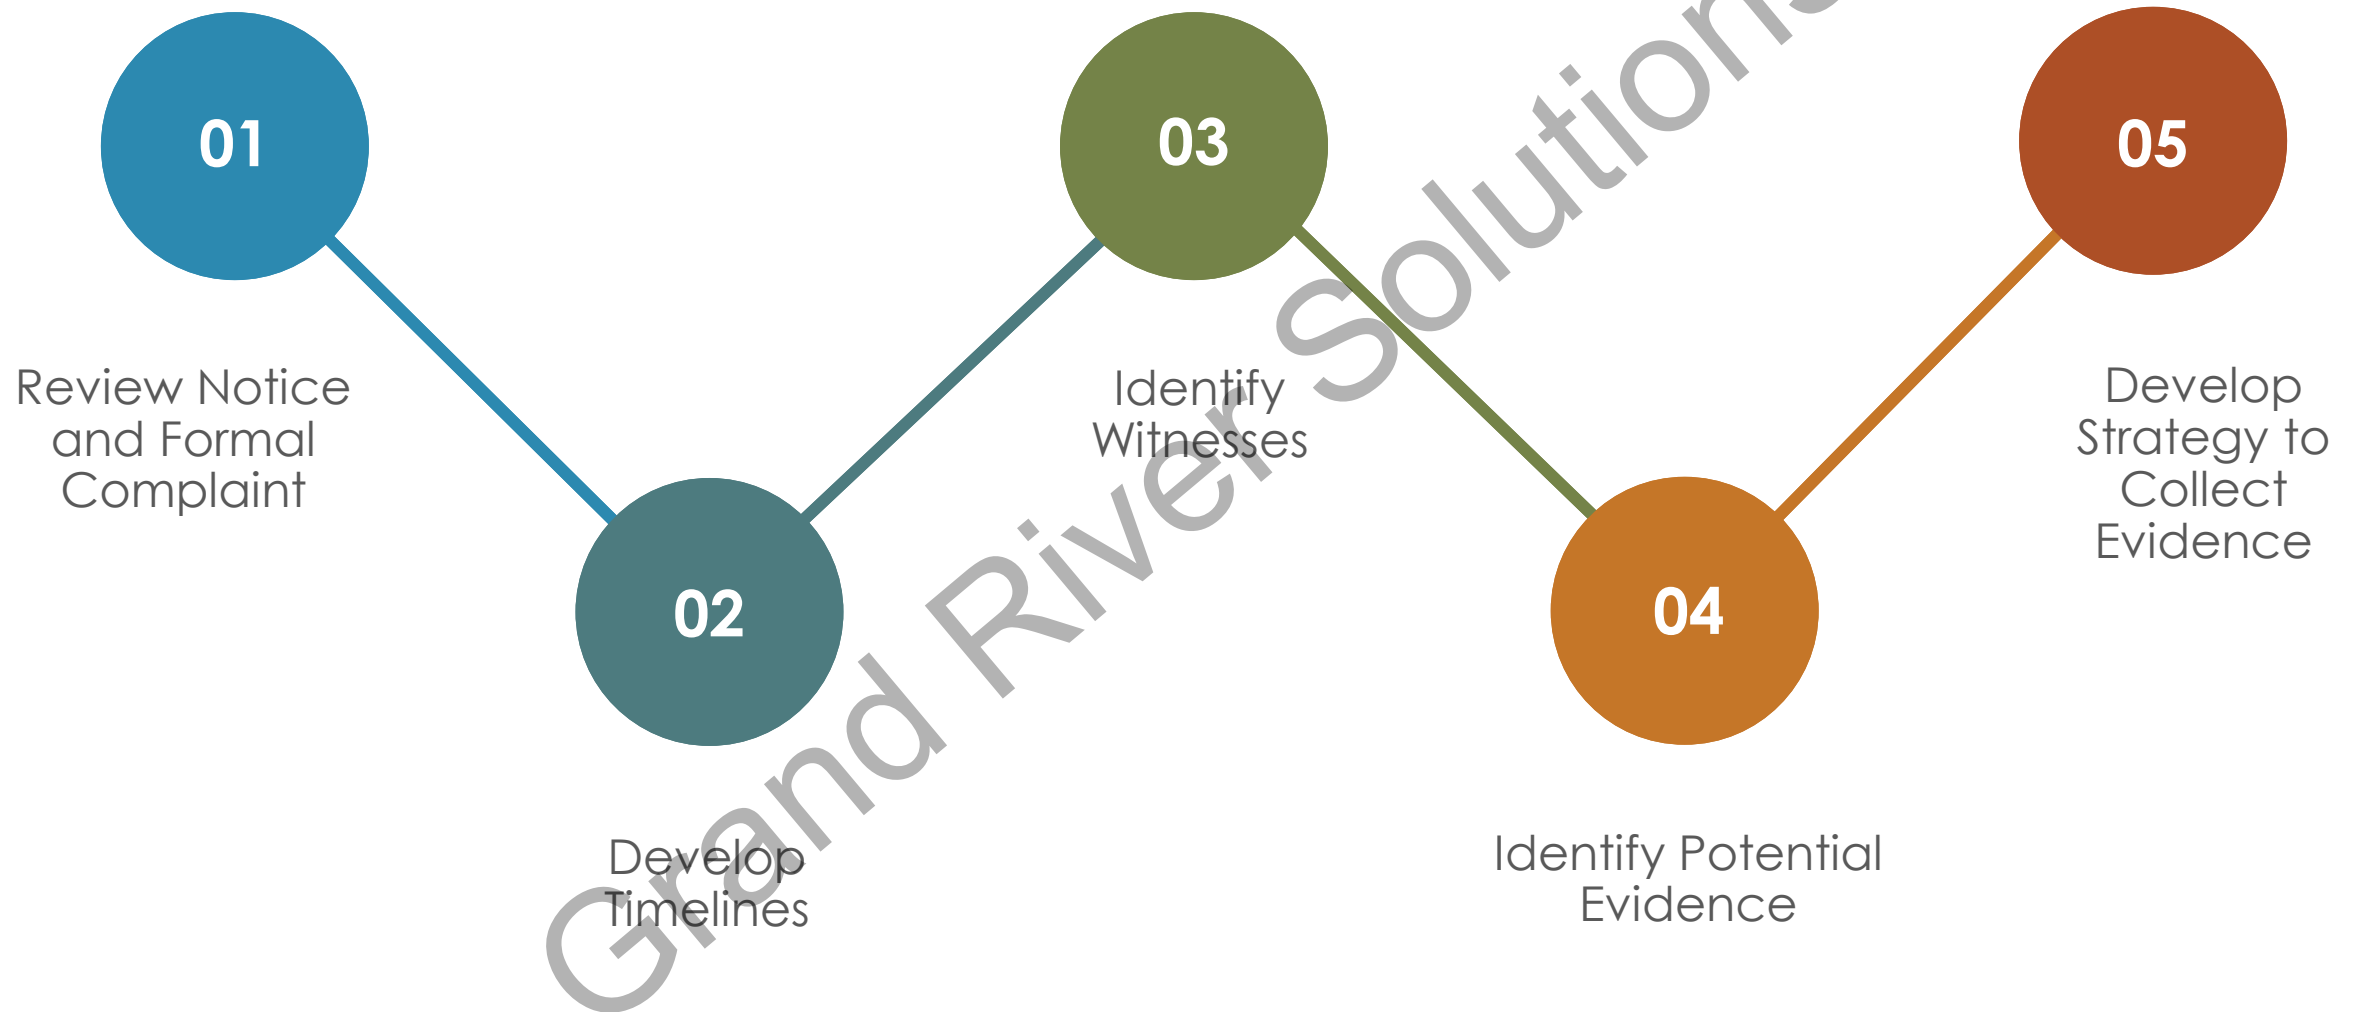 01
Review Notice
and Formal
Complaint
02
Develop
Timelines
03
Identify
Witnesses
04
Identify Potential
Evidence
05
Develop
Strategy to
Collect
Evidence
Grand River Solutions